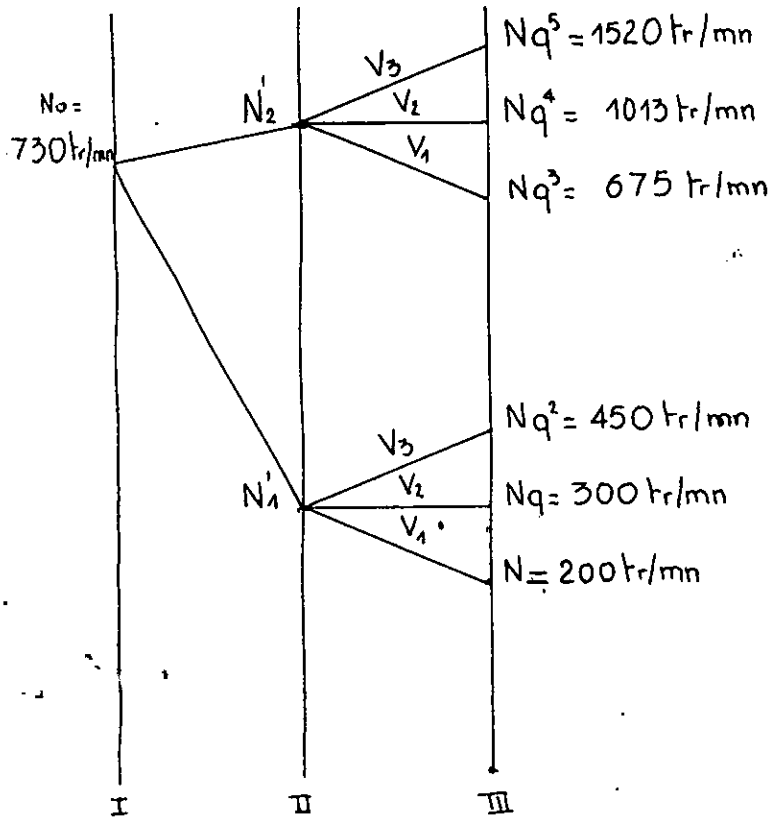 Nq⁵ = 1520 tr/mn
V3
No =
730 tr/mn
N'2
V2
Nq⁴ = 1013 tr/mn
V1
Nq³ = 675 tr/mn
Nq² = 450 tr/mn
V3
N'1
V2
Nq = 300 tr/mn
V1
N = 200 tr/mn
I II III